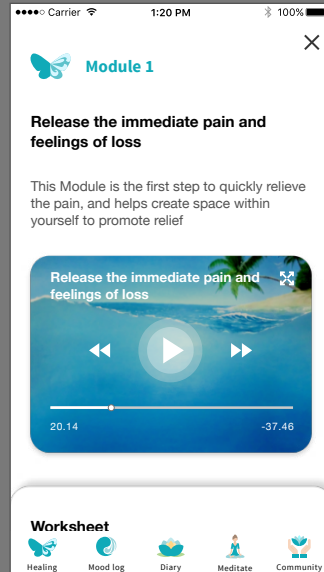 Carrier 1:20 PM 100%
Module 1
Release the immediate pain and
feelings of loss
This Module is the first step to quickly relieve
the pain, and helps create space within
yourself to promote relief
Release the immediate pain and
feelings of loss
20.14 -37.46
Worksheet
Healing Mood log Diary Meditate Community